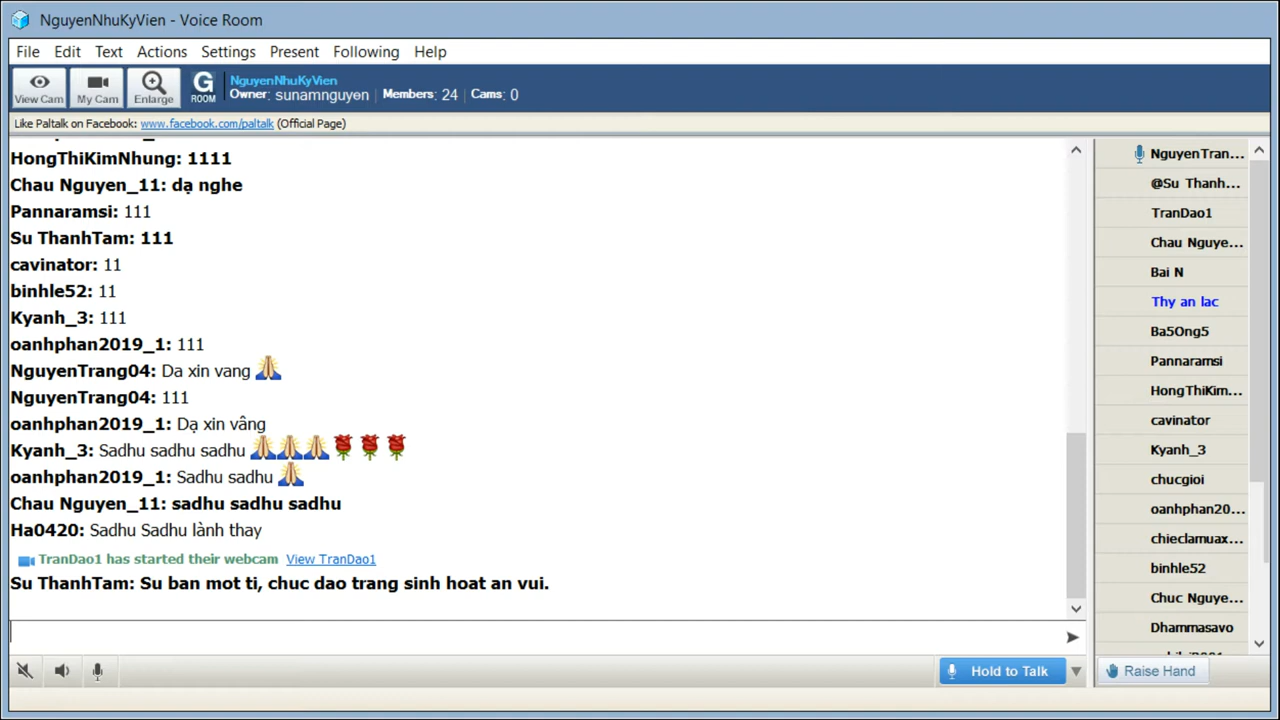 NguyenNhuKyVien - Voice Room
File Edit Text Actions Settings Present Following Help
View Cam
My Cam
Enlarge
G ROOM
NguyenNhuKyVien
Owner: sunamnguyen | Members: 24 | Cams: 0
Like Paltalk on Facebook: www.facebook.com/paltalk (Official Page)
HongThiKimNhung: 1111
Chau Nguyen_11: dạ nghe
Pannaramsi: 111
Su ThanhTam: 111
cavinator: 11
binhle52: 11
Kyanh_3: 111
oanhphan2019_1: 111
NguyenTrang04: Da xin vang
NguyenTrang04: 111
oanhphan2019_1: Dạ xin vâng
Kyanh_3: Sadhu sadhu sadhu
oanhphan2019_1: Sadhu sadhu
Chau Nguyen_11: sadhu sadhu sadhu
Ha0420: Sadhu Sadhu lành thay
TranDao1 has started their webcam View TranDao1
Su ThanhTam: Su ban mot ti, chuc dao trang sinh hoat an vui.
NguyenTran...
@Su Thanh...
TranDao1
Chau Nguye...
Bai N
Thy an lac
Ba5Ong5
Pannaramsi
HongThiKim...
cavinator
Kyanh_3
chucgioi
oanhphan20...
chieclamuax...
binhle52
Chuc Nguye...
Dhammasavo
Hold to Talk
Raise Hand